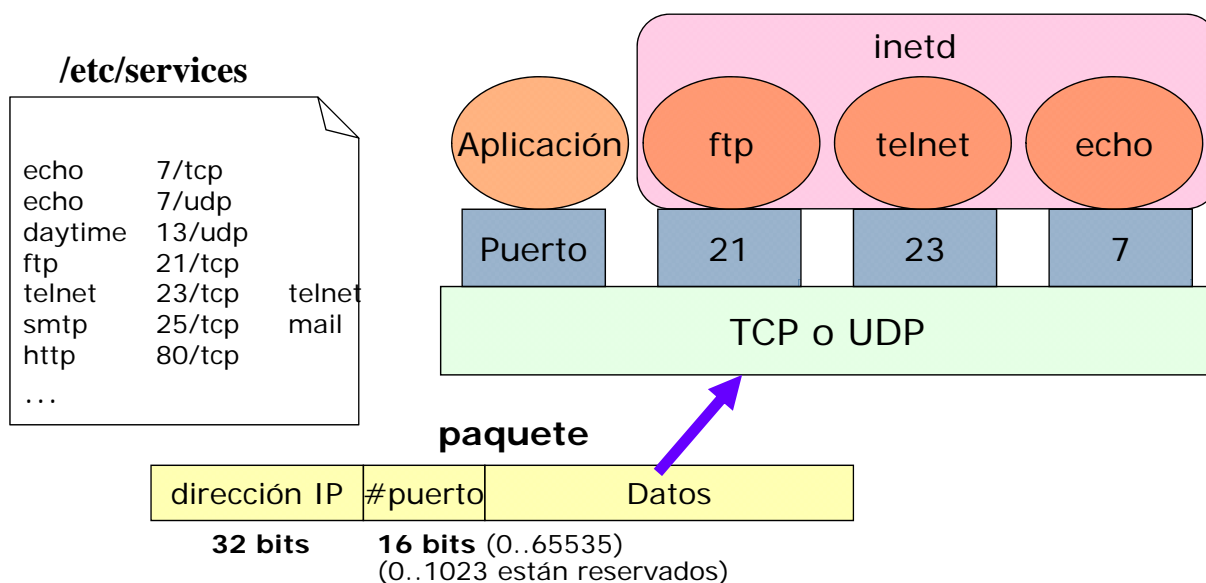 /etc/services
echo 7/tcp
echo 7/udp
daytime 13/udp
ftp 21/tcp
telnet 23/tcp telnet
smtp 25/tcp mail
http 80/tcp
...
inetd
Aplicación ftp telnet echo
Puerto 21 23 7
TCP o UDP
paquete
dirección IP #puerto Datos
32 bits 16 bits (0..65535)
(0..1023 están reservados)